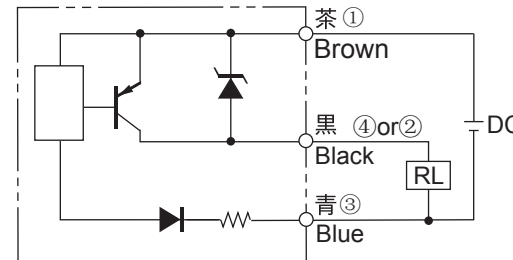 茶①
Brown
黒 ④or②
Black
DC
RL
青③
Blue